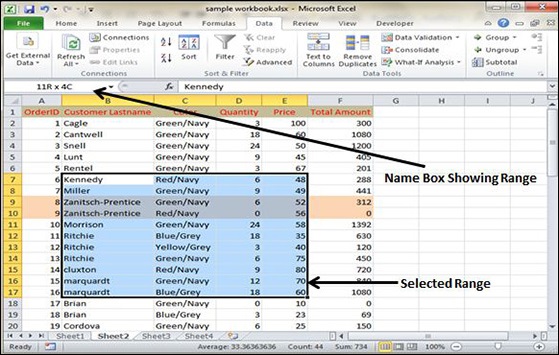 sample workbook.xlsx - Microsoft Excel
File Home Insert Page Layout Formulas Data Review View Developer
Get External Data Refresh All Connections Properties Edit Links Connections
Sort Filter Clear Reapply Advanced Sort & Filter
Text to Columns Remove Duplicates Data Validation Consolidate What-If Analysis Data Tools
Group Ungroup Subtotal Outline
11R x 4C fx Kennedy
A B C D E F G H I
1 OrderID Customer Lastname Quantity Price Total Amount
2 1 Cagle Green/Navy 3 100 300
3 2 Cantwell Green/Navy 18 60 1080
4 3 Snell Green/Navy 24 50 1200
5 4 Lunt Green/Navy 9 45 405
6 5 Rentel Green/Navy 3 67 201
7 6 Kennedy Red/Navy 6 48 288
8 7 Miller Green/Navy 9 49 441
9 8 Zanitsch-Prentice Green/Navy 6 52 312
10 9 Zanitsch-Prentice Red/Navy 0 56 0
11 10 Morrison Green/Navy 24 58 1392
12 11 Ritchie Blue/Grey 18 35 630
13 12 Ritchie Yellow/Grey 3 40 120
14 13 Ritchie Green/Navy 6 75 450
15 14 cluxton Red/Navy 9 80 720
16 15 marquardt Green/Navy 12 70 840
17 16 marquardt Blue/Grey 18 60 1080
18 17 Brian Green/Navy 0 10 0
19 18 Brian Blue/Grey 3 23 69
20 19 Cordova Green/Navy 6 25 150
Name Box Showing Range
Selected Range
Sheet1 Sheet2 Sheet3 Sheet4
Ready Average: 33.36363636 Count: 44 Sum: 734 100%